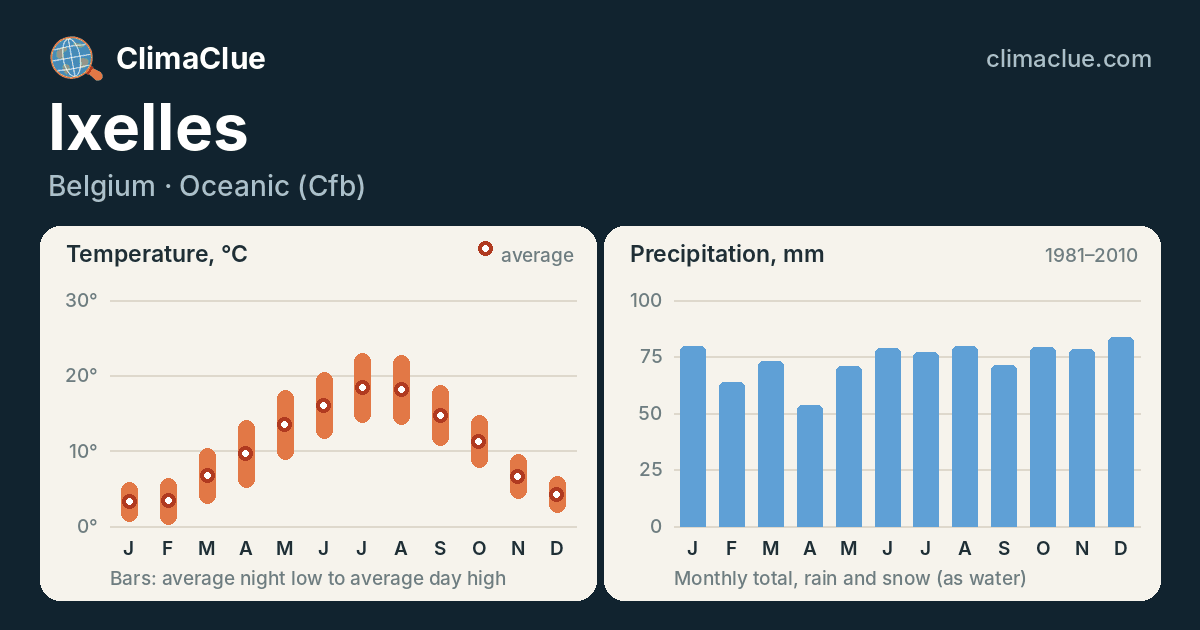 ClimaClue
climaclue.com
Ixelles
Belgium · Oceanic (Cfb)
Temperature, °C
average
30°
20°
10°
0°
J F M A M J J A S O N D
Bars: average night low to average day high
Precipitation, mm
1981–2010
100
75
50
25
0
J F M A M J J A S O N D
Monthly total, rain and snow (as water)